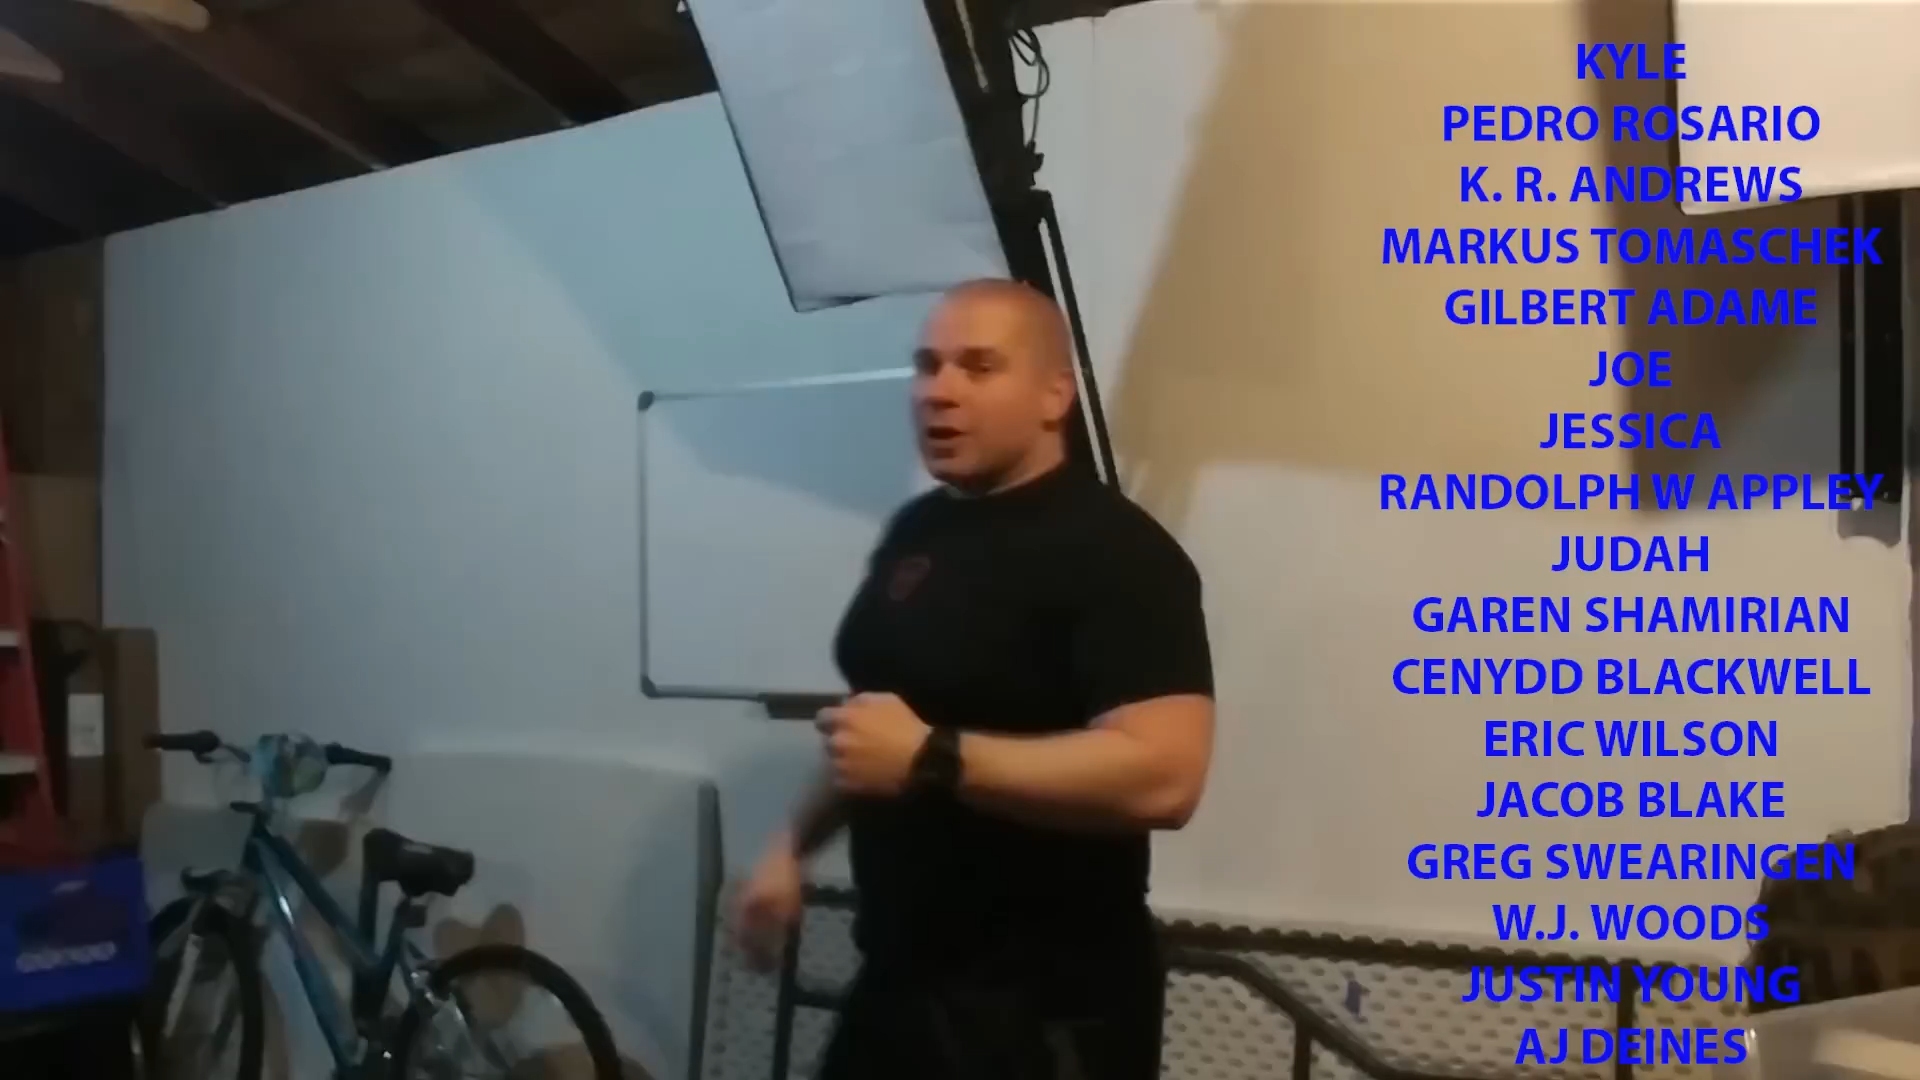 KYLE
PEDRO ROSARIO
K. R. ANDREWS
MARKUS TOMASCHEK
GILBERT ADAME
JOE
JESSICA
RANDOLPH W APPLEY
JUDAH
GAREN SHAMIRIAN
CENYDD BLACKWELL
ERIC WILSON
JACOB BLAKE
GREG SWEARINGEN
W.J. WOODS
JUSTIN YOUNG
AJ DEINES